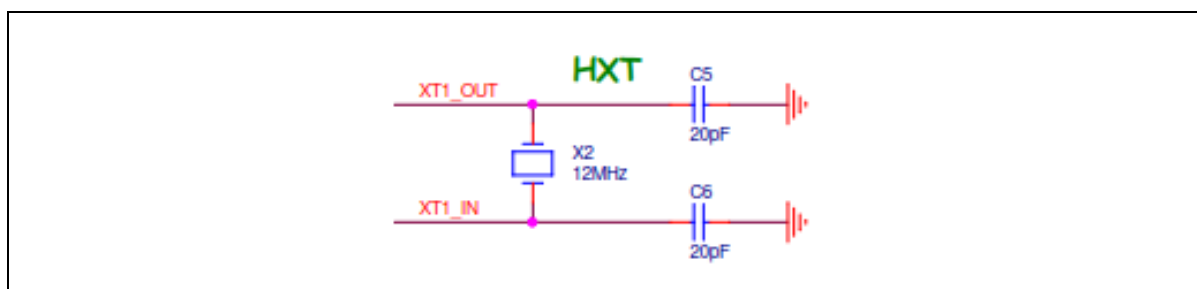 HXT
C5
XT1_OUT
20pF
X2
12MHz
C6
XT1_IN
20pF